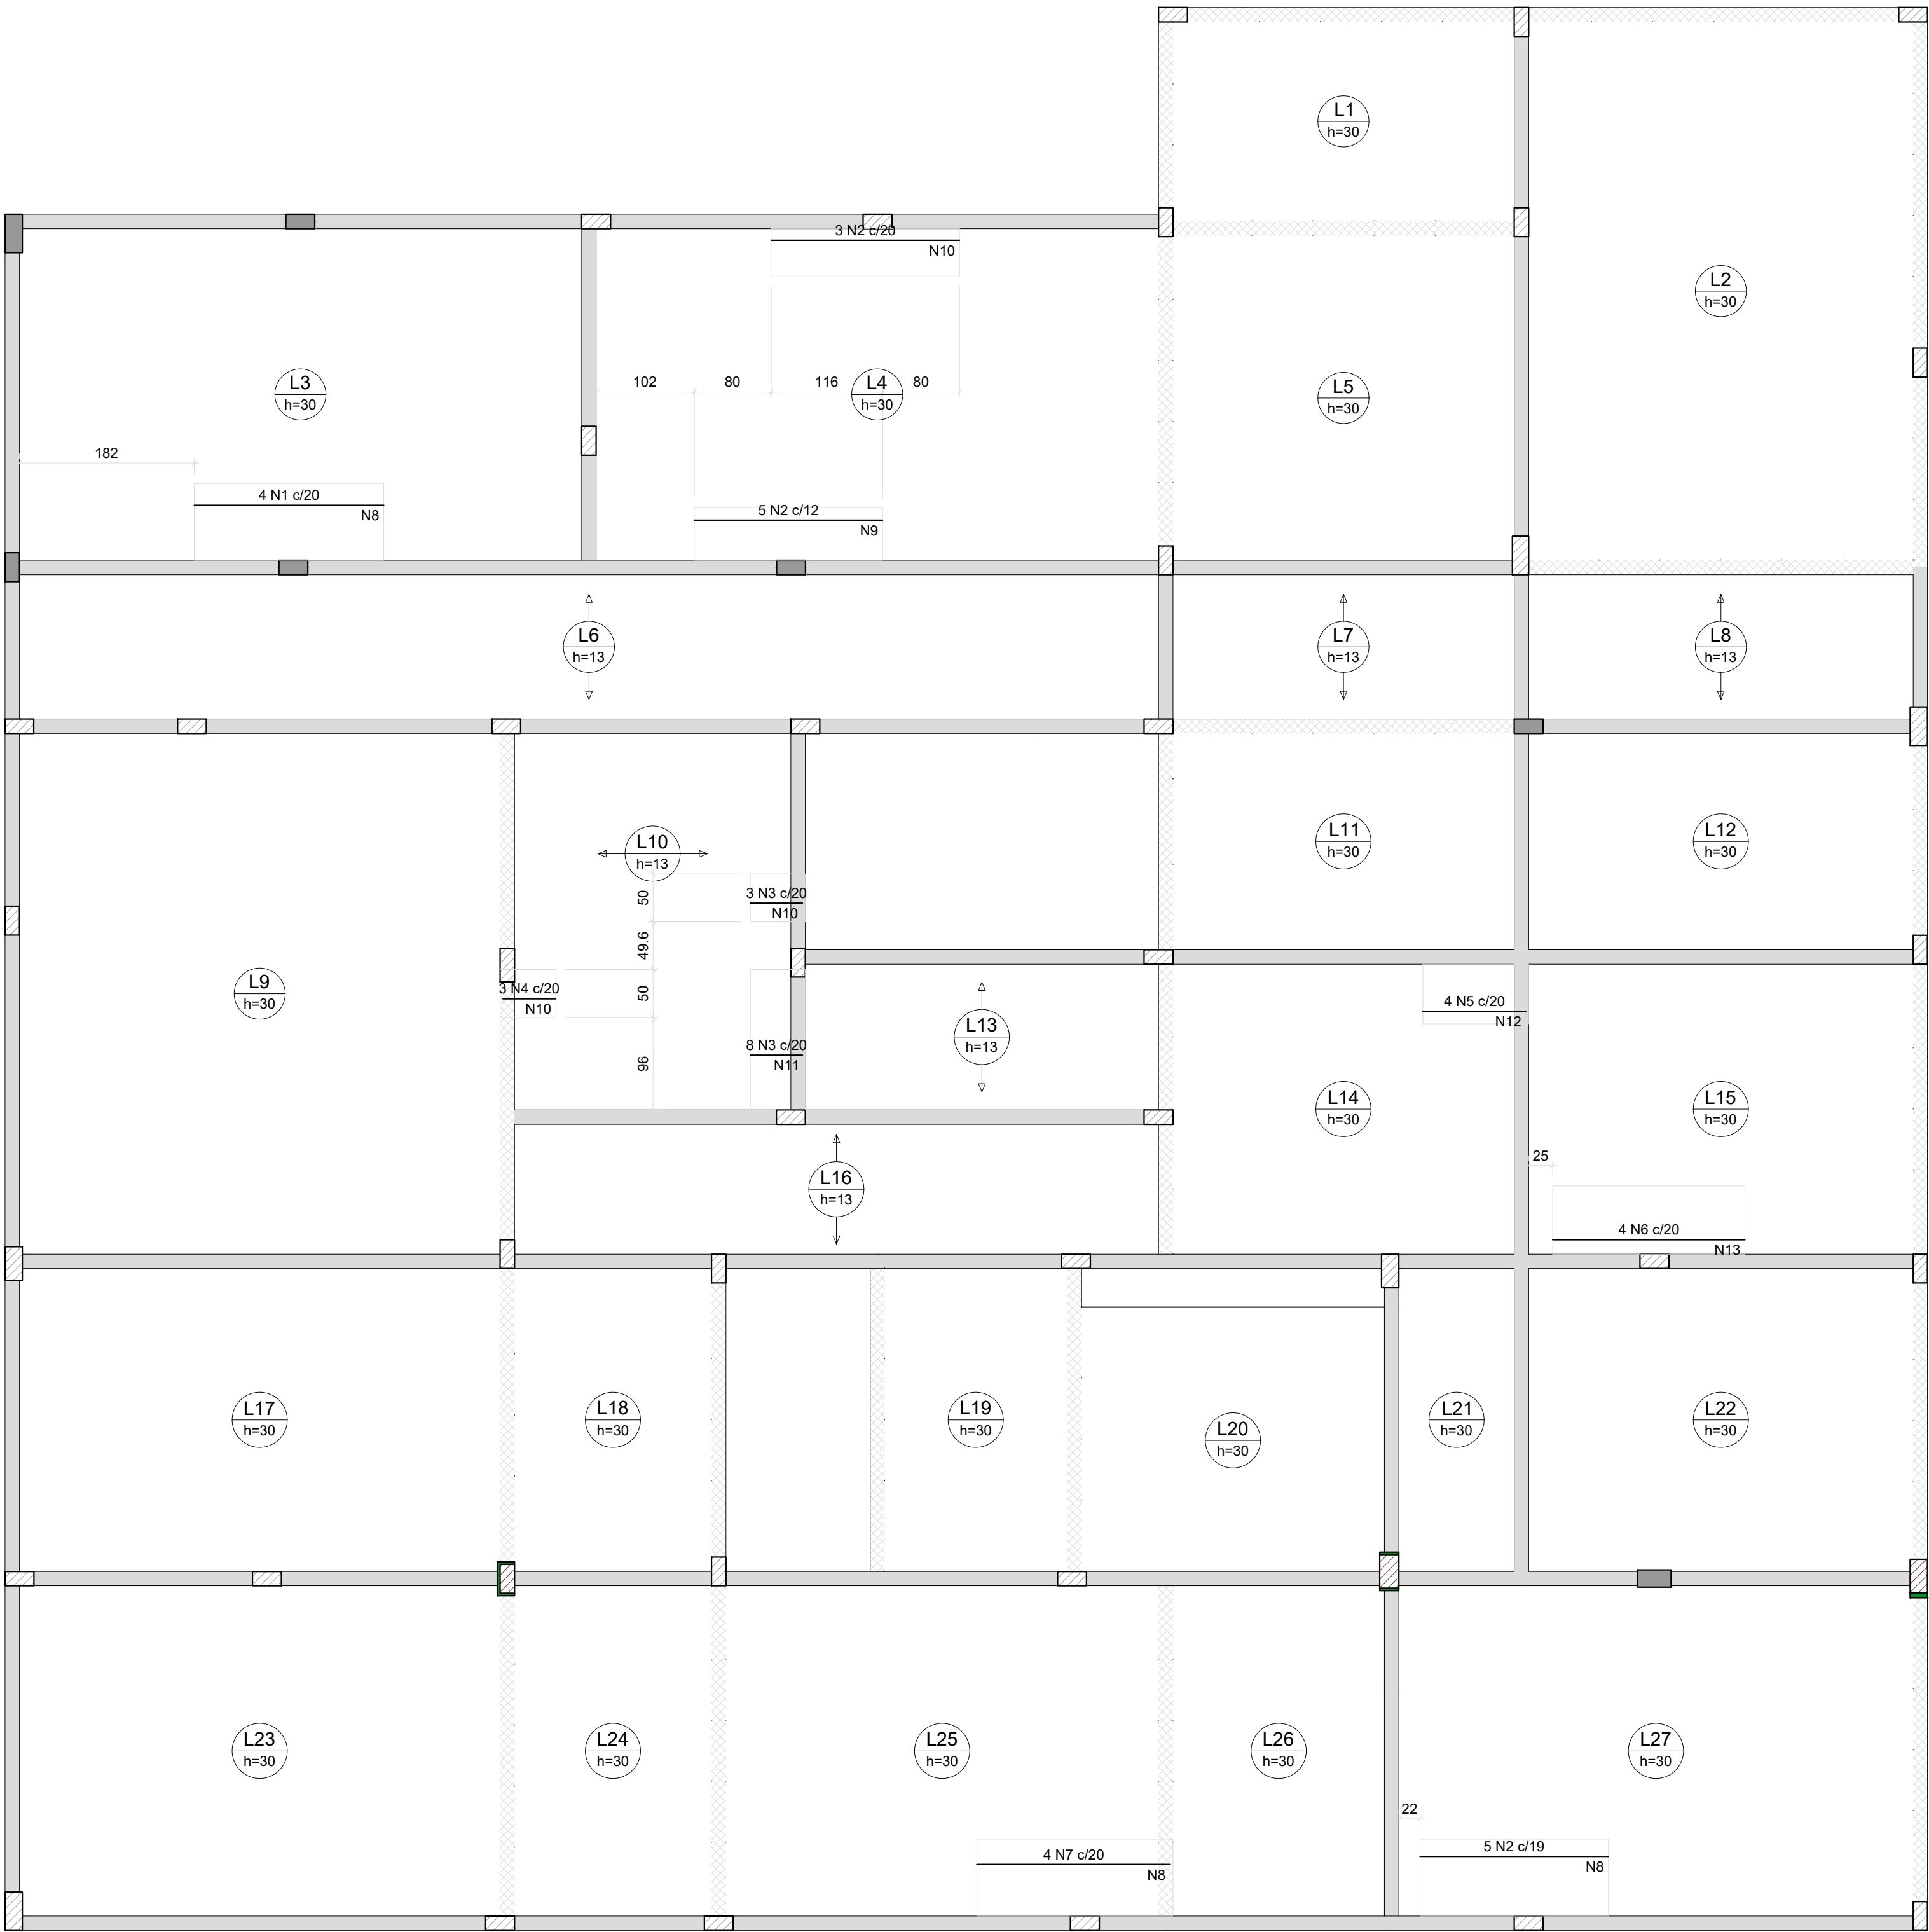 L1
h=30
3 N2 c/20
N10
L2
h=30
L3
h=30
102
80
116
80
L4
h=30
L5
h=30
182
4 N1 c/20
N8
5 N2 c/12
N9
L6
h=13
L7
h=13
L8
h=13
L10
h=13
L11
h=30
L12
h=30
50
3 N3 c/20
N10
49.6
L9
h=30
3 N4 c/20
N10
50
4 N5 c/20
N12
L13
h=13
8 N3 c/20
N11
96
L14
h=30
L15
h=30
25
L16
h=13
4 N6 c/20
N13
L17
h=30
L18
h=30
L19
h=30
L20
h=30
L21
h=30
L22
h=30
L23
h=30
L24
h=30
L25
h=30
L26
h=30
L27
h=30
22
4 N7 c/20
N8
5 N2 c/19
N8